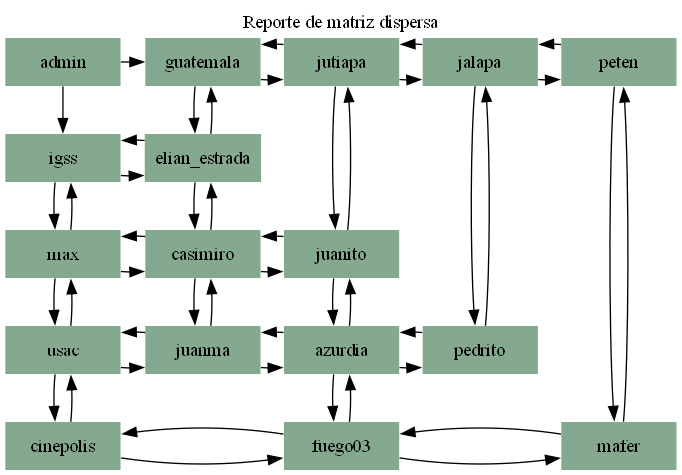 Reporte de matriz dispersa
admin guatemala jutiapa jalapa peten
igss elian_estrada
max casimiro juanito
usac juanma azurdia pedrito
cinepolis fuego03 mafer